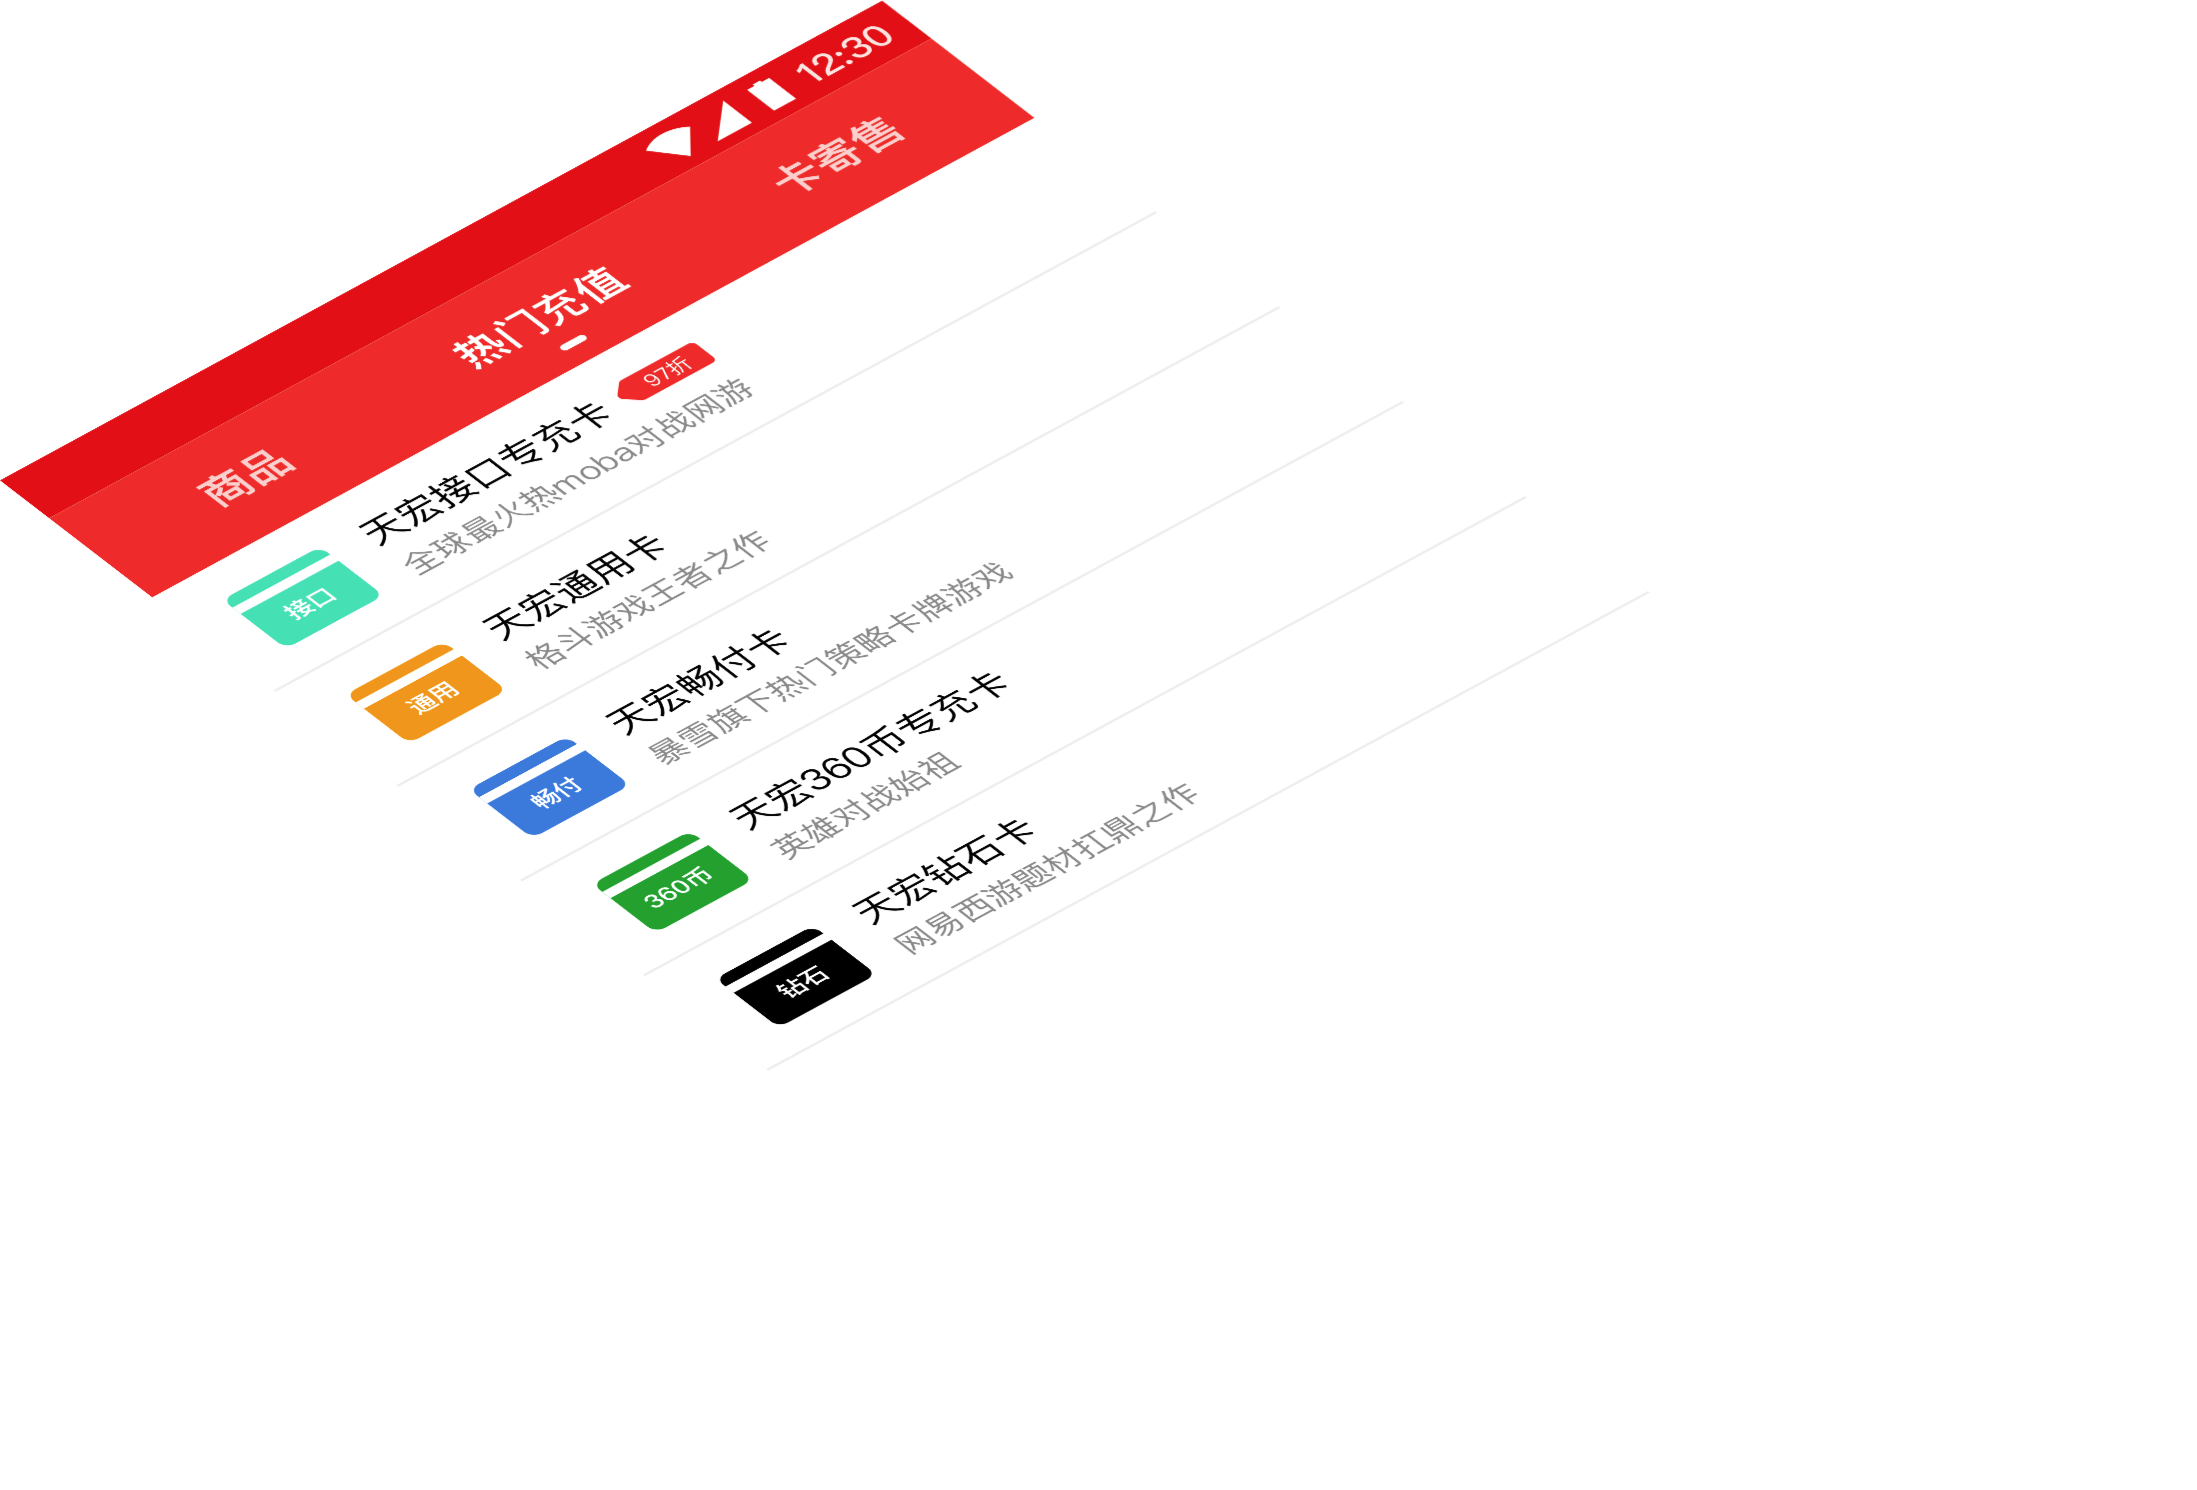 12:30
商品
热门充值
卡寄售
天宏接口专充卡
97折
全球最火热moba对战网游
接口
天宏通用卡
格斗游戏王者之作
通用
天宏畅付卡
暴雪旗下热门策略卡牌游戏
畅付
天宏360币专充卡
英雄对战始祖
360币
天宏钻石卡
网易西游题材扛鼎之作
钻石